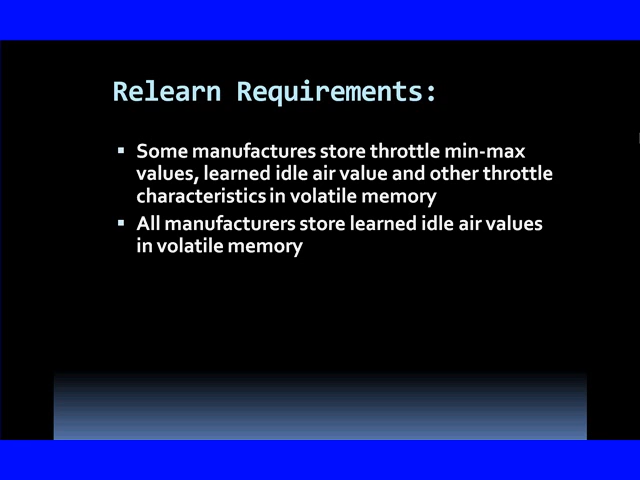 Relearn Requirements:
Some manufactures store throttle min-max
values, learned idle air value and other throttle
characteristics in volatile memory
All manufacturers store learned idle air values
in volatile memory